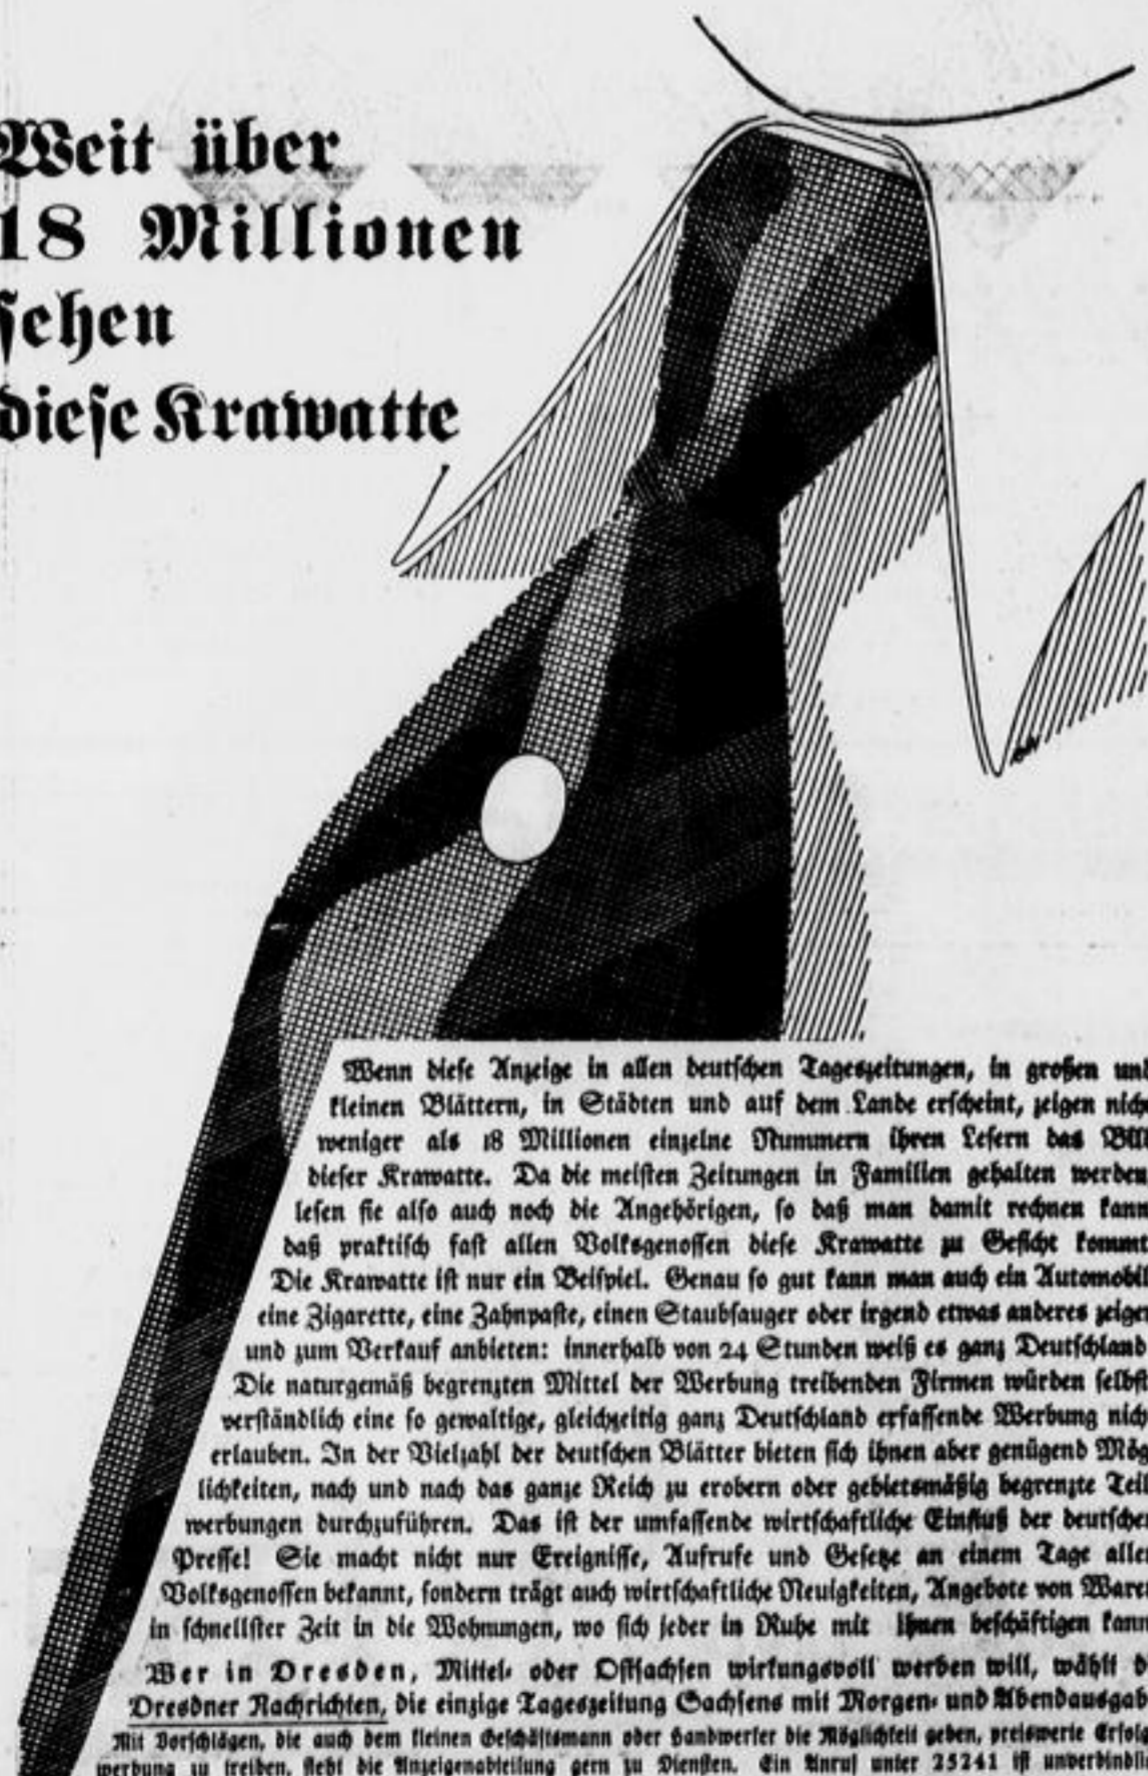 Weit über
18 Millionen
sehen
diese Krawatte
Wenn diese Anzeige in allen deutschen Tageszeitungen, in großen und
kleinen Blättern, in Städten und auf dem Lande erscheint, zeigen nich
weniger als 18 Millionen einzelne Nummern ihren Lesern das Bil
dieser Krawatte. Da die meisten Zeitungen in Familien gehalten werden
lesen sie also auch noch die Angehörigen, so daß man damit rechnen kann
daß praktisch fast allen Volksgenossen diese Krawatte zu Gesicht kommt
Die Krawatte ist nur ein Beispiel. Genau so gut kann man auch ein Automobil
eine Zigarette, eine Zahnpaste, einen Staubsauger oder irgend etwas anderes zeige
und zum Verkauf anbieten: innerhalb von 24 Stunden weiß es ganz Deutschland
Die naturgemäß begrenzten Mittel der Werbung treibenden Firmen würden selbst
verständlich eine so gewaltige, gleichzeitig ganz Deutschland erfassende Werbung nich
erlauben. In der Vielzahl der deutschen Blätter bieten sich ihnen aber genügend Mög
lichkeiten, nach und nach das ganze Reich zu erobern oder gebietsmäßig begrenzte Teil
werbungen durchzuführen. Das ist der umfassende wirtschaftliche Einfluß der deutsche
Presse! Sie macht nicht nur Ereignisse, Aufrufe und Gesetze an einem Tage alle
Volksgenossen bekannt, sondern trägt auch wirtschaftliche Neuigkeiten, Angebote von Ware
in schnellster Zeit in die Wohnungen, wo sich jeder in Ruhe mit ihnen beschäftigen kann
Wer in Dresden, Mittel- oder Ostsachsen wirkungsvoll werben will, wählt d
Dresdner Nachrichten, die einzige Tageszeitung Sachsens mit Morgen- und Abendausgab
Mit Vorschlägen, die auch dem kleinen Geschäftsmann oder Handwerker die Möglichkeit geben, preiswerte Erfolg
werbung zu treiben, steht die Anzeigenabteilung gern zu Diensten. Ein Anruf unter 25241 ist unverbindli